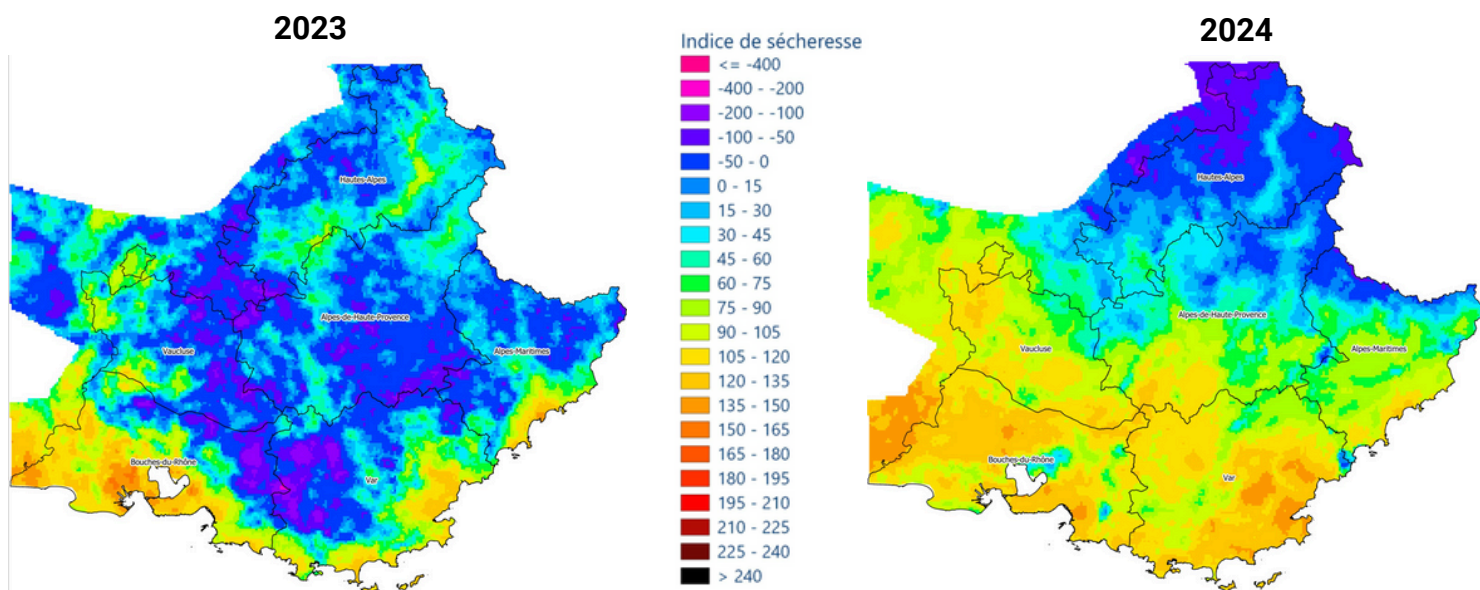 2023
Hautes-Alpes
Alpes-de-Haute-Provence
Vaucluse
Alpes-Maritimes
Bouches-du-Rhône
Var
Indice de sécheresse
<= -400
-400 - -200
-200 - -100
-100 - -50
-50 - 0
0 - 15
15 - 30
30 - 45
45 - 60
60 - 75
75 - 90
90 - 105
105 - 120
120 - 135
135 - 150
150 - 165
165 - 180
180 - 195
195 - 210
210 - 225
225 - 240
> 240
2024
Hautes-Alpes
Alpes-de-Haute-Provence
Vaucluse
Alpes-Maritimes
Bouches-du-Rhône
Var